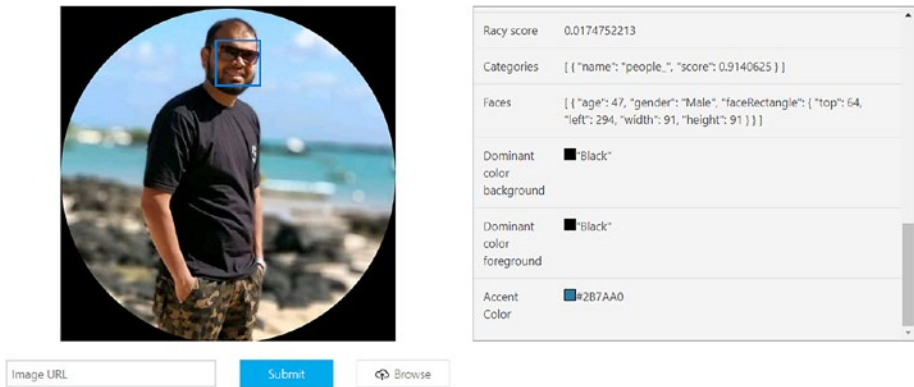 Racy score 0.0174752213
Categories [ { "name": "people_", "score": 0.9140625 } ]
Faces [ { "age": 47, "gender": "Male", "faceRectangle": { "top": 64,
"left": 294, "width": 91, "height": 91 } } ]
Dominant "Black"
color
background
Dominant "Black"
color
foreground
Accent #2B7AA0
Color
Image URL Submit Browse